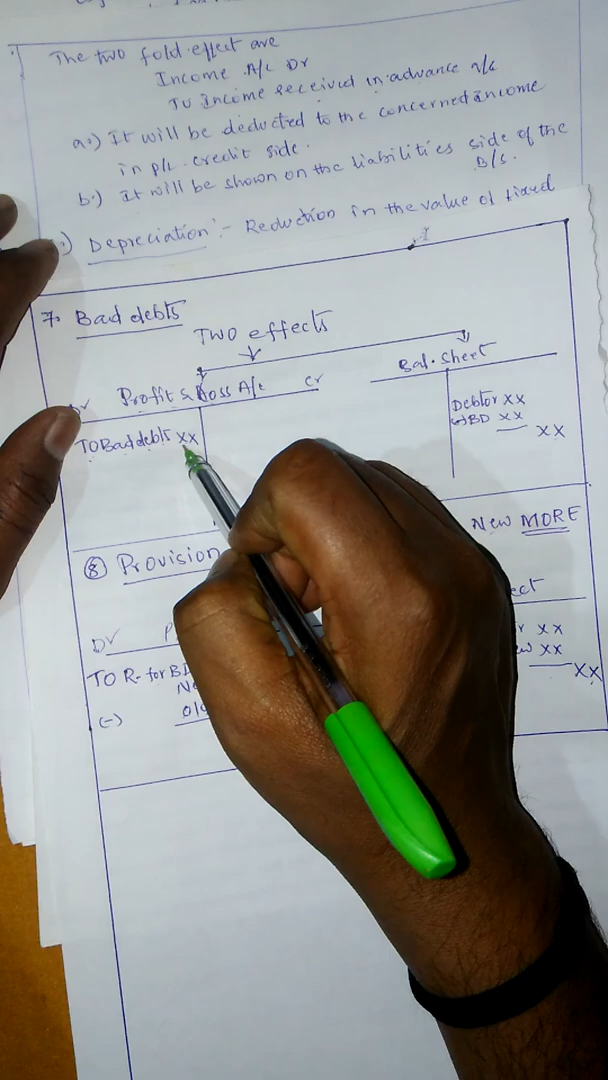 The two fold effect are
Income A/c Dr
To Income received in advance a/c
a.) It will be deducted to the concerned income
in P/L credit side.
b.) it will be shown on the liabilities side of the
B/S.
.) Depreciation :- Reduction in the value of fixed
7. Bad debts
Two effects
Dr Profit & Loss A/c Cr
Bal. sheet
TO Bad debts XX
Debtor XX
(-) BD XX
XX
⑧ Provision
New MORE
Dr P
ect
TO R- for BD
XX
XX
XX
(-)